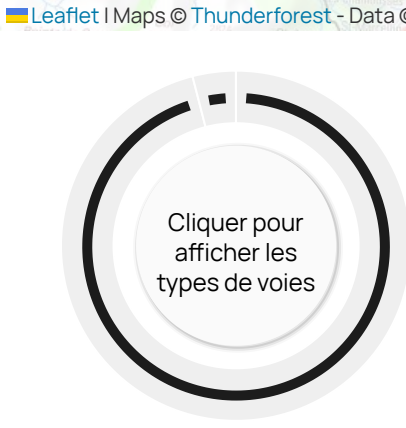 Leaflet | Maps © Thunderforest - Data ©
Cliquer pour
afficher les
types de voies